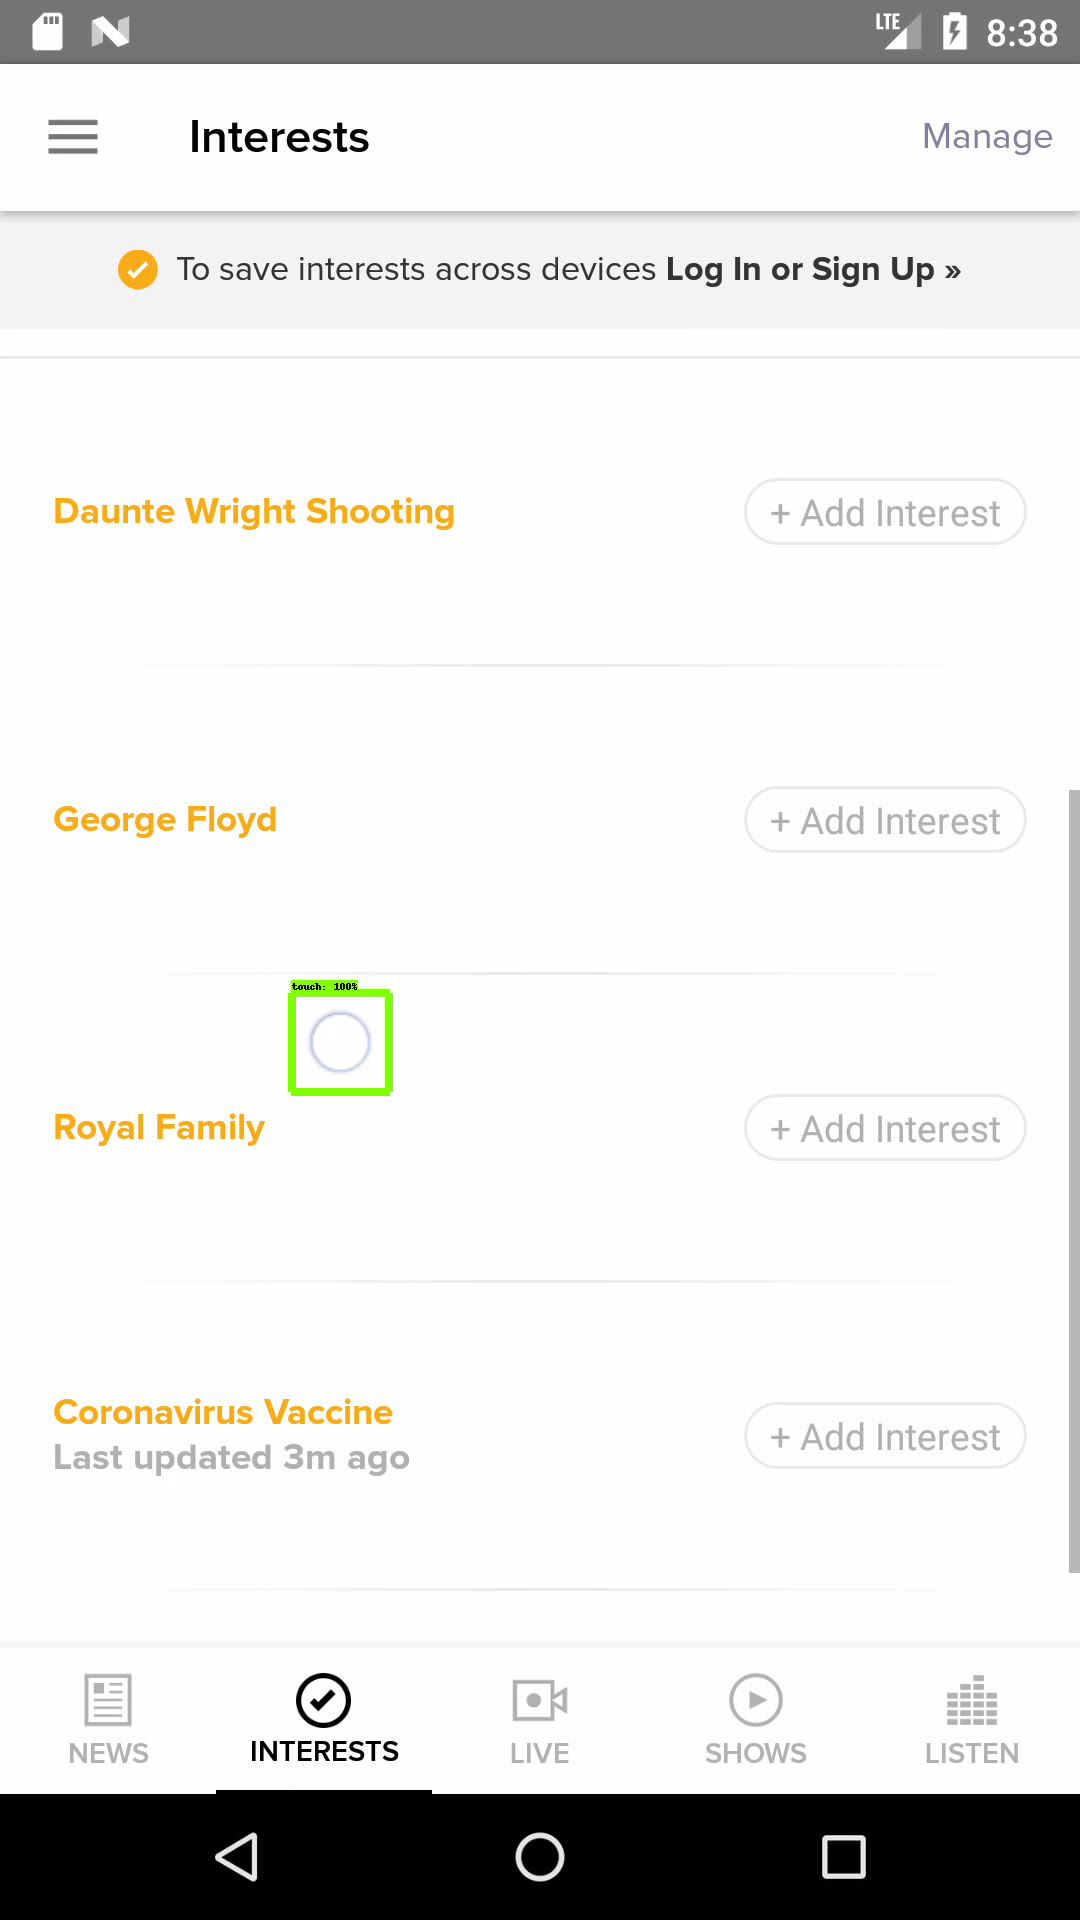 LTE 8:38
Interests
Manage
To save interests across devices Log In or Sign Up »
Daunte Wright Shooting
+ Add Interest
George Floyd
+ Add Interest
touch: 100%
Royal Family
+ Add Interest
Coronavirus Vaccine
Last updated 3m ago
+ Add Interest
NEWS
INTERESTS
LIVE
SHOWS
LISTEN